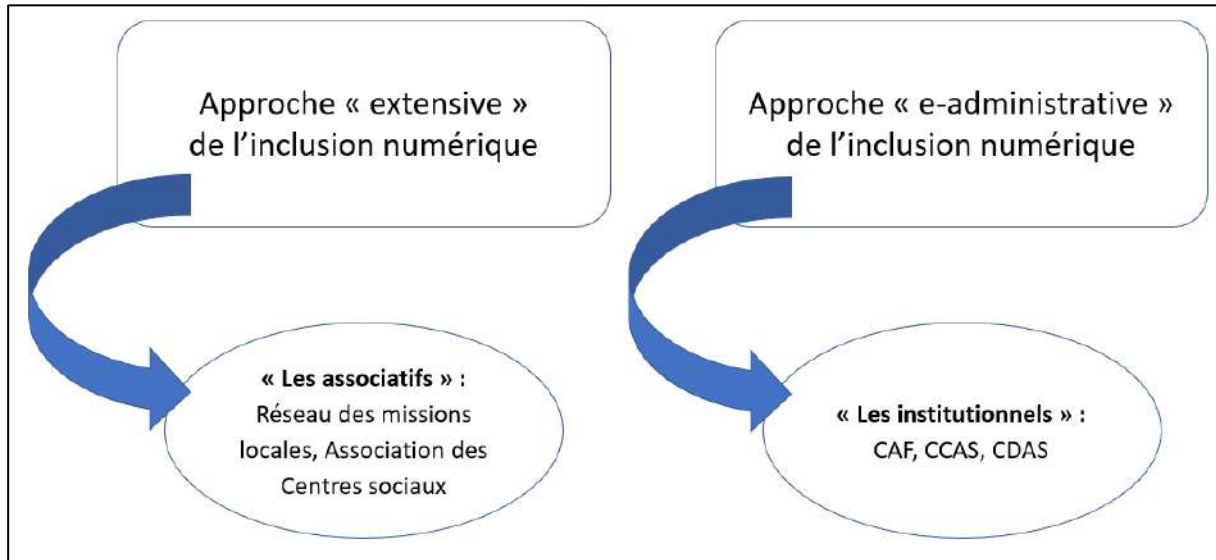 Approche « extensive »
de l’inclusion numérique
« Les associatifs » :
Réseau des missions
locales, Association des
Centres sociaux
Approche « e-administrative »
de l’inclusion numérique
« Les institutionnels » :
CAF, CCAS, CDAS